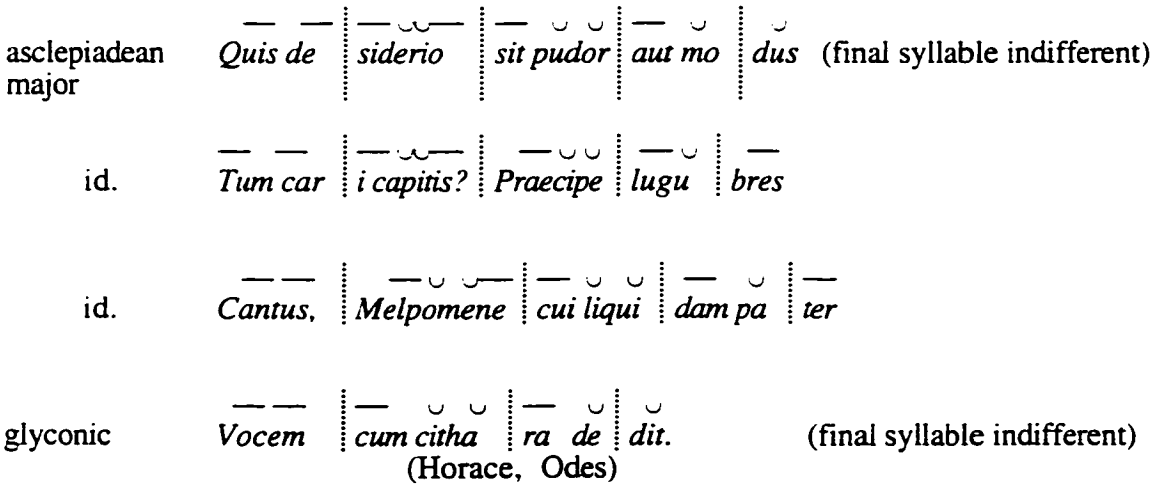 asclepiadean major Quis de siderio sit pudor aut mo dus (final syllable indifferent)
id. Tum car i capitis? Praecipe lugu bres
id. Cantus, Melpomene cui liqui dam pa ter
glyconic Vocem cum citha ra de dit. (final syllable indifferent)
(Horace, Odes)